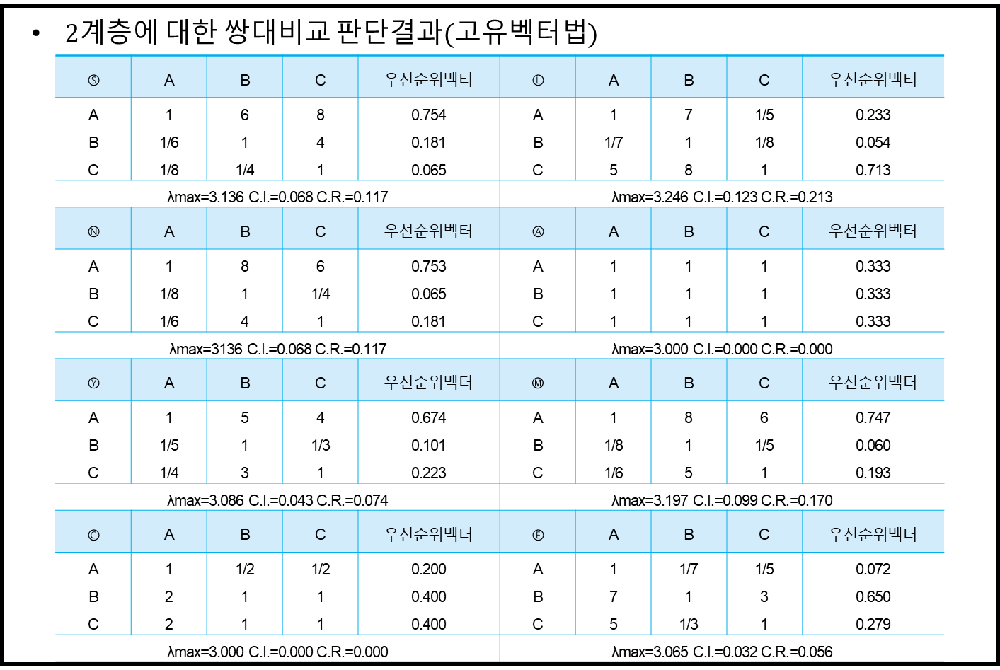 • 2계층에 대한 쌍대비교 판단결과(고유벡터법)
Ⓢ A B C 우선순위벡터 Ⓛ A B C 우선순위벡터
A 1 6 8 0.754 A 1 7 1/5 0.233
B 1/6 1 4 0.181 B 1/7 1 1/8 0.054
C 1/8 1/4 1 0.065 C 5 8 1 0.713
λmax=3.136 C.I.=0.068 C.R.=0.117 λmax=3.246 C.I.=0.123 C.R.=0.213
Ⓝ A B C 우선순위벡터 Ⓐ A B C 우선순위벡터
A 1 8 6 0.753 A 1 1 1 0.333
B 1/8 1 1/4 0.065 B 1 1 1 0.333
C 1/6 4 1 0.181 C 1 1 1 0.333
λmax=3136 C.I.=0.068 C.R.=0.117 λmax=3.000 C.I.=0.000 C.R.=0.000
Ⓨ A B C 우선순위벡터 Ⓜ A B C 우선순위벡터
A 1 5 4 0.674 A 1 8 6 0.747
B 1/5 1 1/3 0.101 B 1/8 1 1/5 0.060
C 1/4 3 1 0.223 C 1/6 5 1 0.193
λmax=3.086 C.I.=0.043 C.R.=0.074 λmax=3.197 C.I.=0.099 C.R.=0.170
Ⓒ A B C 우선순위벡터 Ⓔ A B C 우선순위벡터
A 1 1/2 1/2 0.200 A 1 1/7 1/5 0.072
B 2 1 1 0.400 B 7 1 3 0.650
C 2 1 1 0.400 C 5 1/3 1 0.279
λmax=3.000 C.I.=0.000 C.R.=0.000 λmax=3.065 C.I.=0.032 C.R.=0.056